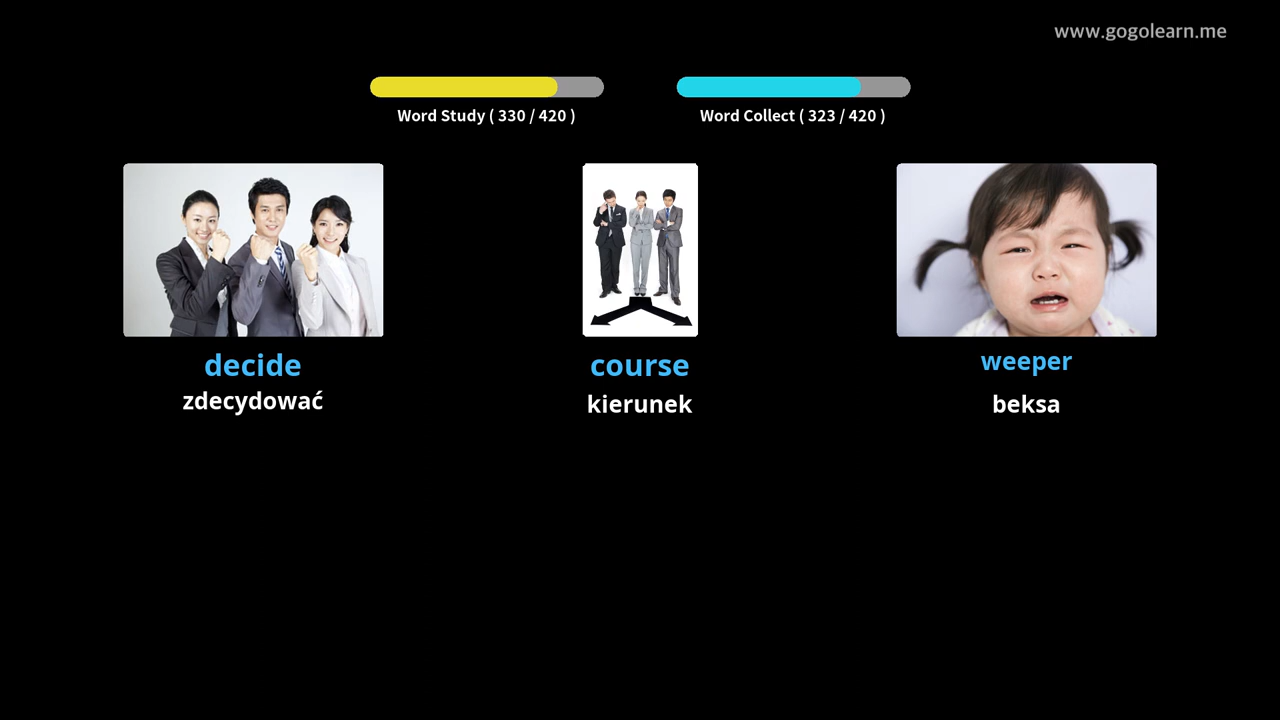 www.gogolearn.me
Word Study ( 330 / 420 )
Word Collect ( 323 / 420 )
decide
zdecydować
course
kierunek
weeper
beksa